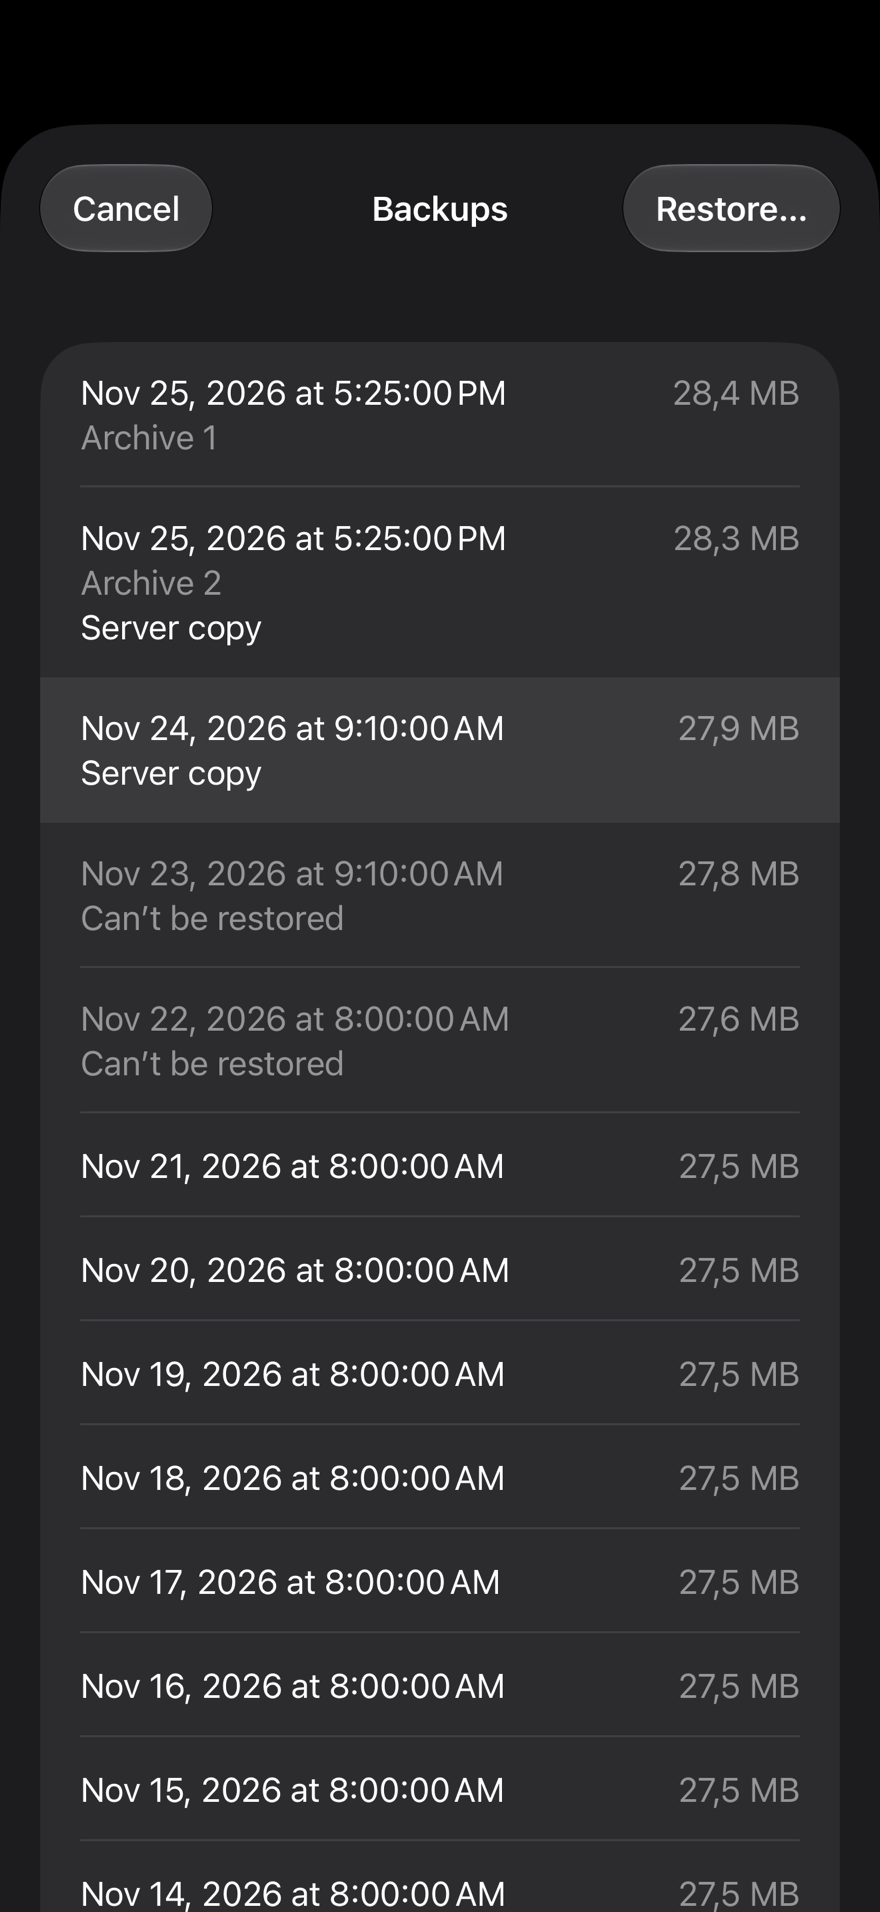 Cancel
Backups
Restore...
Nov 25, 2026 at 5:25:00 PM 28,4 MB
Archive 1
Nov 25, 2026 at 5:25:00 PM 28,3 MB
Archive 2
Server copy
Nov 24, 2026 at 9:10:00 AM 27,9 MB
Server copy
Nov 23, 2026 at 9:10:00 AM 27,8 MB
Can’t be restored
Nov 22, 2026 at 8:00:00 AM 27,6 MB
Can’t be restored
Nov 21, 2026 at 8:00:00 AM 27,5 MB
Nov 20, 2026 at 8:00:00 AM 27,5 MB
Nov 19, 2026 at 8:00:00 AM 27,5 MB
Nov 18, 2026 at 8:00:00 AM 27,5 MB
Nov 17, 2026 at 8:00:00 AM 27,5 MB
Nov 16, 2026 at 8:00:00 AM 27,5 MB
Nov 15, 2026 at 8:00:00 AM 27,5 MB
Nov 14, 2026 at 8:00:00 AM 27,5 MB